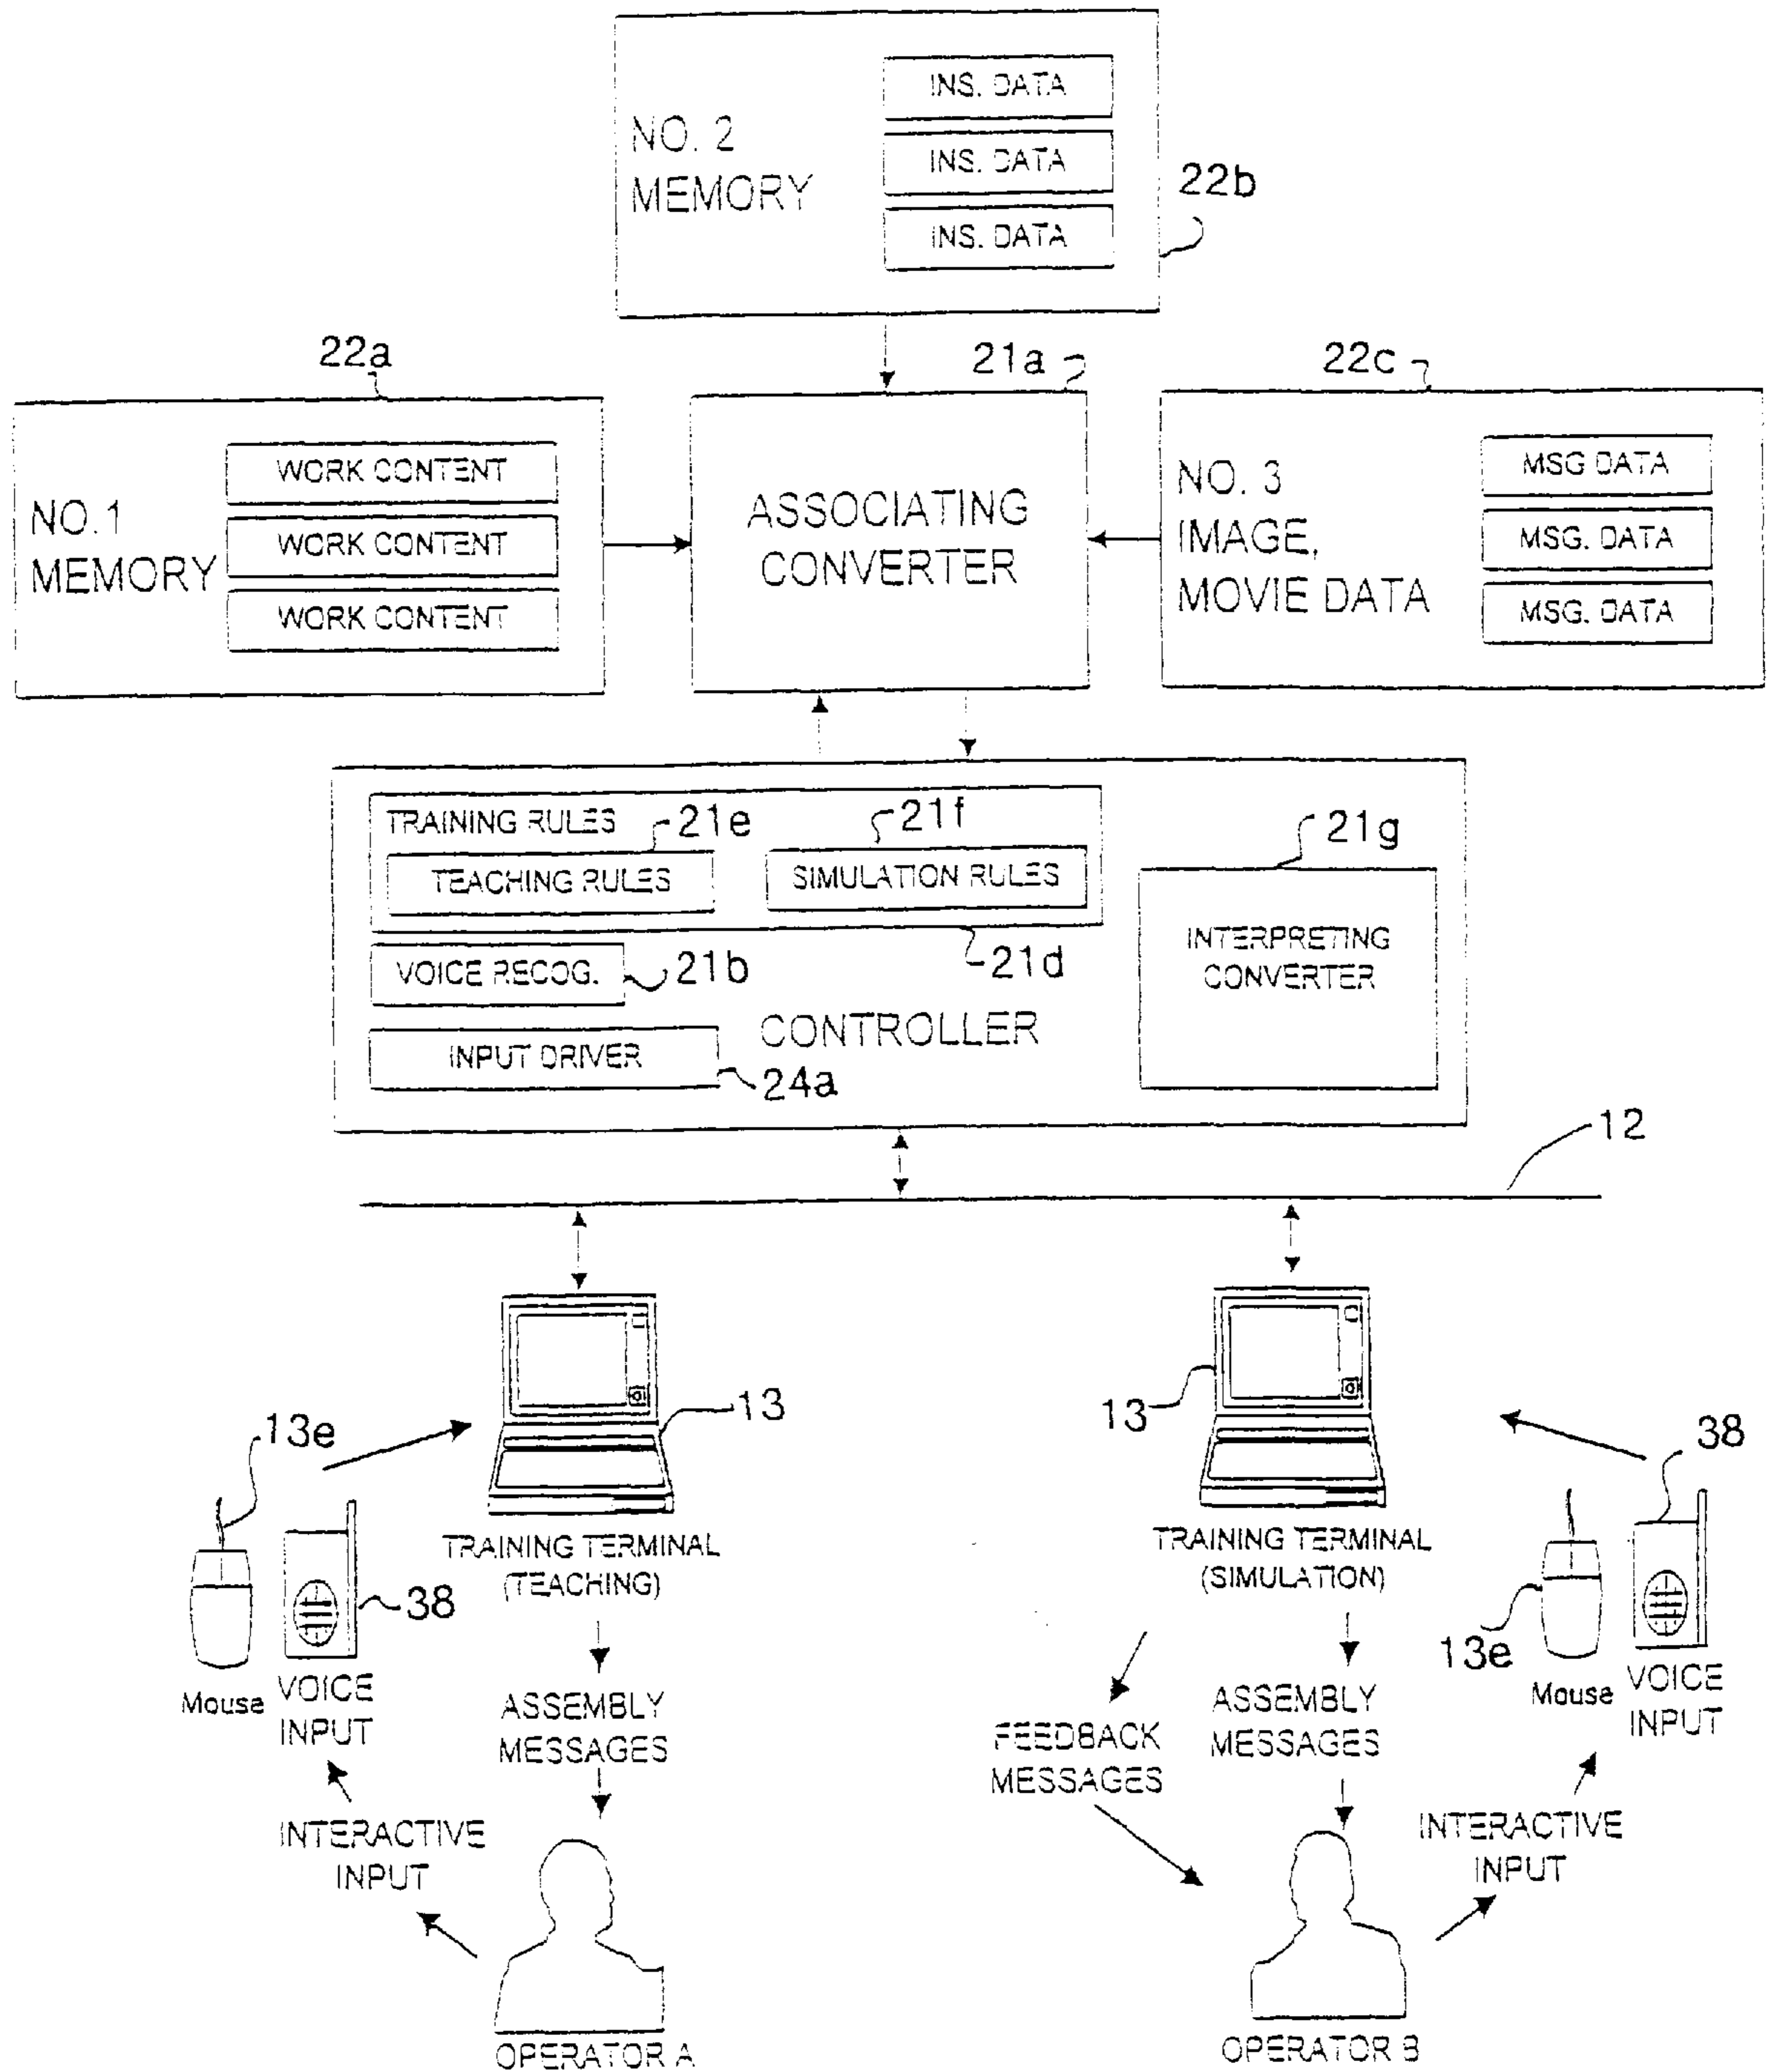 INS. DATA
NO. 2
MEMORY
INS. DATA
INS. DATA
22b
22a
21a
22c
NO. 1
MEMORY
WORK CONTENT
WORK CONTENT
WORK CONTENT
ASSOCIATING
CONVERTER
NO. 3
IMAGE,
MOVIE DATA
MSG DATA
MSG. DATA
MSG. DATA
TRAINING RULES
21e
21f
21g
TEACHING RULES
SIMULATION RULES
INTERPRETING
CONVERTER
21d
VOICE RECOG.
21b
CONTROLLER
INPUT DRIVER
24a
12
13
13
13e
38
38
13e
TRAINING TERMINAL
(TEACHING)
TRAINING TERMINAL
(SIMULATION)
Mouse
VOICE
INPUT
ASSEMBLY
MESSAGES
FEEDBACK
MESSAGES
ASSEMBLY
MESSAGES
Mouse
VOICE
INPUT
INTERACTIVE
INPUT
INTERACTIVE
INPUT
OPERATOR A
OPERATOR B